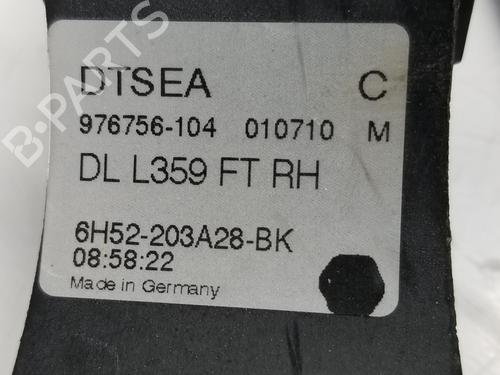 DTSEA C
976756-104 010710 M
DL L359 FT RH
6H52-203A28-BK
08:58:22
Made in Germany
B-PARTS